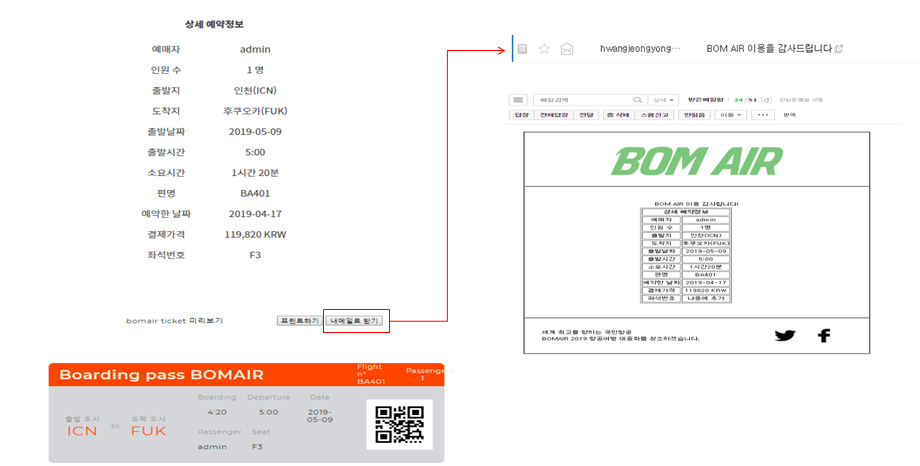 상세 예약정보
예매자 admin
인원 수 1 명
출발지 인천(ICN)
도착지 후쿠오카(FUK)
출발날짜 2019-05-09
출발시간 5:00
소요시간 1시간 20분
편명 BA401
예약한 날짜 2019-04-17
결제가격 119,820 KRW
좌석번호 F3
bomair ticket 미리보기 프린트하기 내메일로 받기
Boarding pass BOMAIR
Flight
nº
BA401
Passengers
1
출발 도시
ICN
to
도착 도시
FUK
Boarding Departure Date
4:20 5:00 2019-
05-09
Passenger Seat
admin F3
hwangjeongyong··· BOM AIR 이용을 감사드립니다
메일검색 상세 받은메일함 24 / 51 안읽은메일 삭제
답장 전체답장 전달 삭제 스팸신고 안읽음 이동 ··· 번역
BOM AIR
BOM AIR 이용 감사합니다!
상세 예약정보
예매자 admin
인원 수 1명
출발지 인천(ICN)
도착지 후쿠오카(FUK)
출발날짜 2019-05-09
출발시간 5:00
소요시간 1시간20분
편명 BA401
예약한 날짜 2019-04-17
결제가격 119820 KRW
좌석번호 나중에 추가
세계 최고를 향하는 국민항공
BOMAIR 2019 항공여행 대중화를 창조하겠습니다.